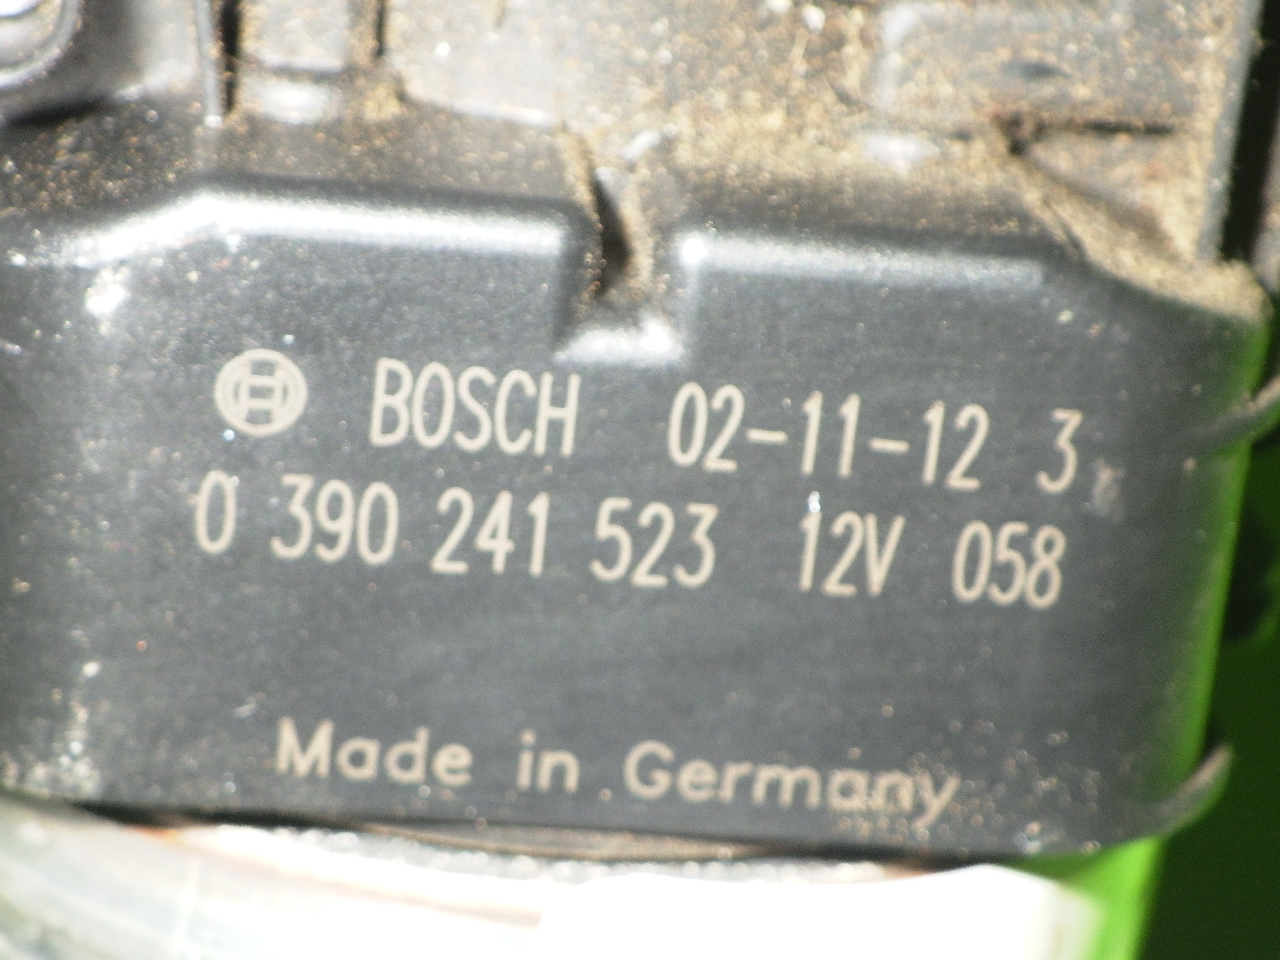 BOSCH 02-11-12 3
0 390 241 523 12V 058
Made in Germany